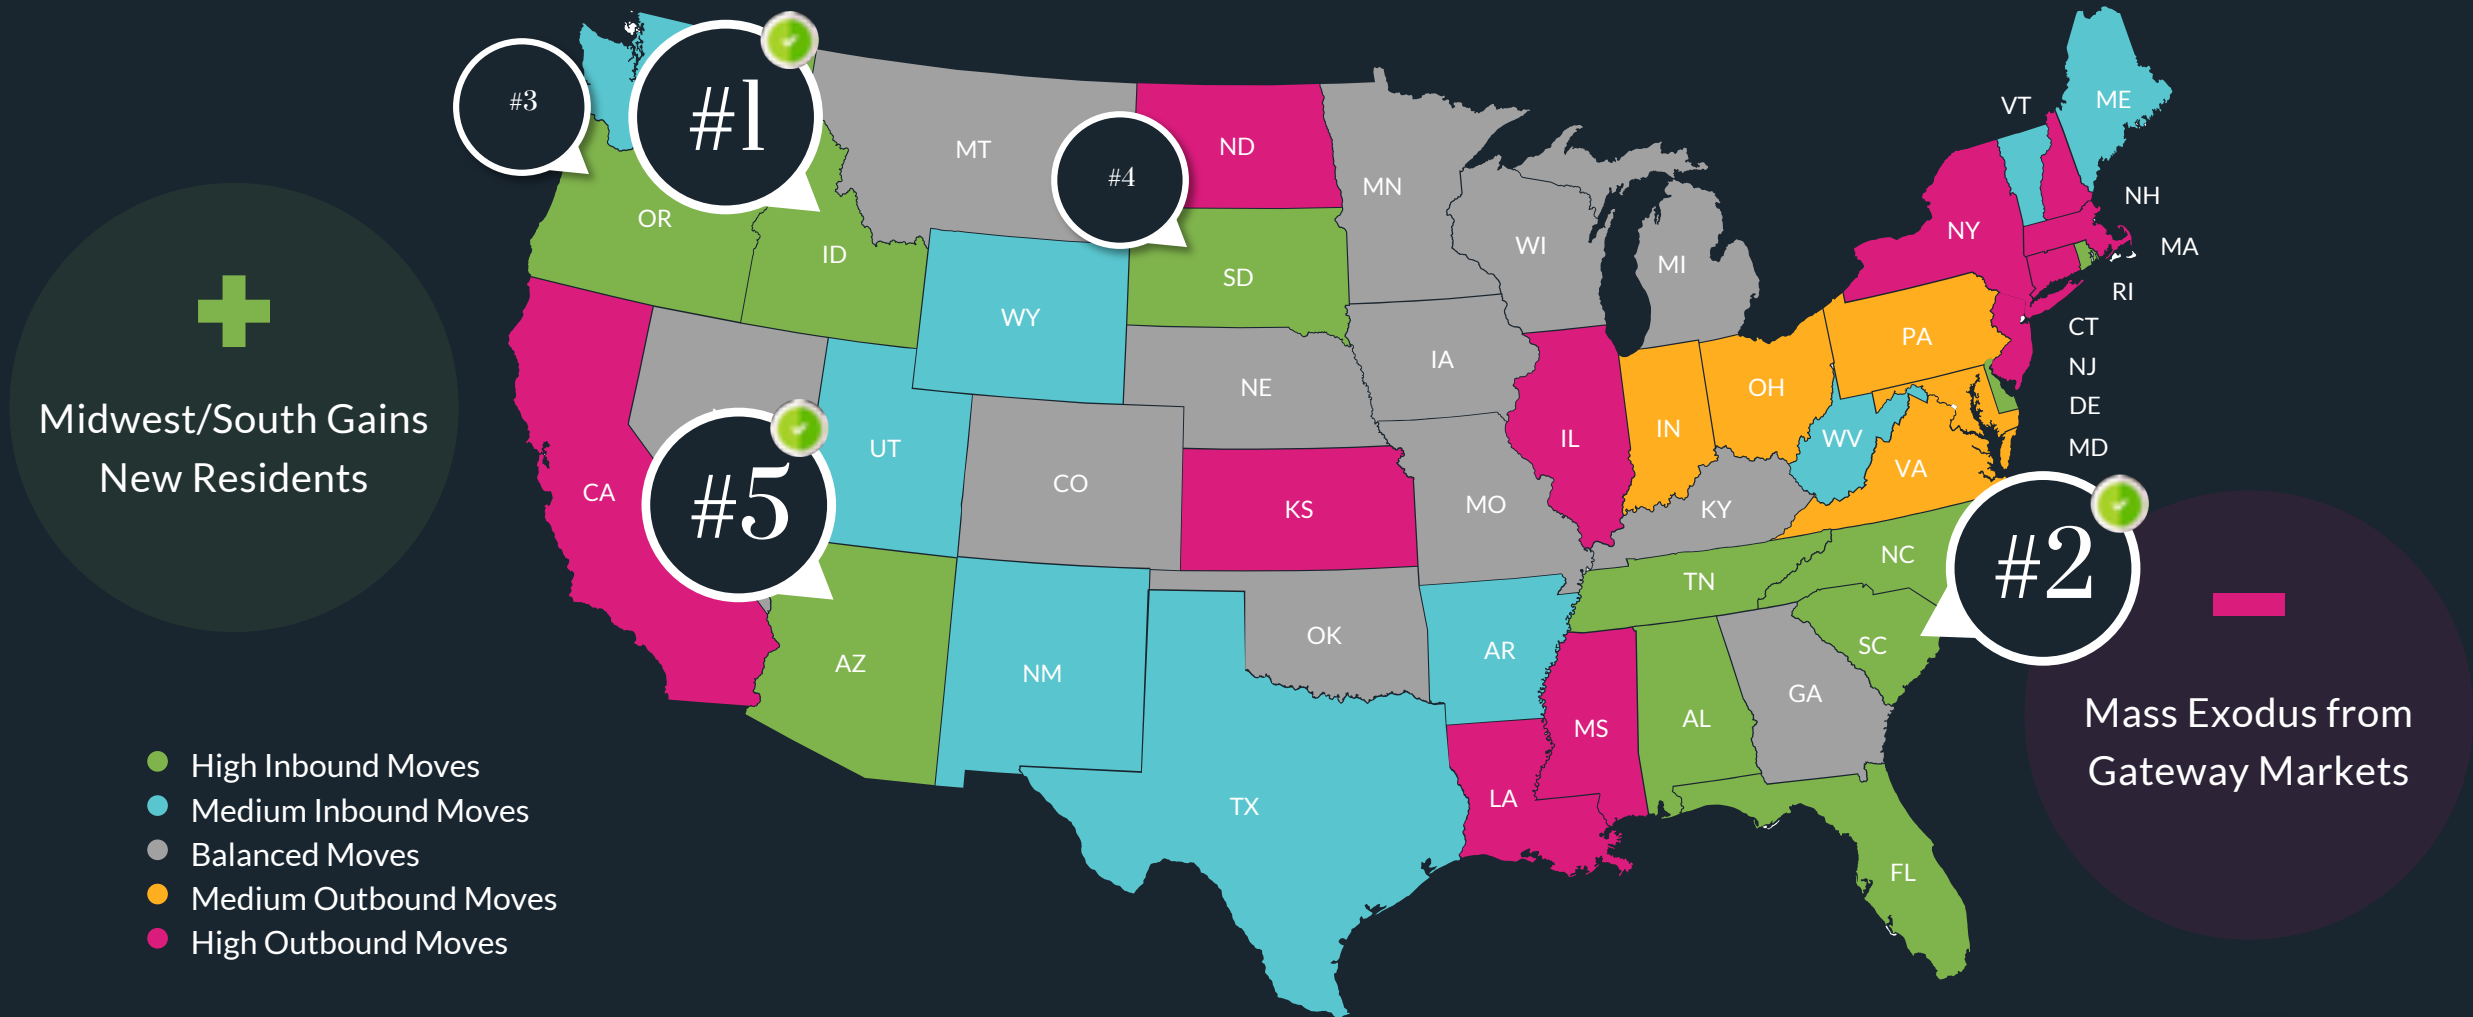 #3
#1
#4
#5
#2
Midwest/South Gains
New Residents
Mass Exodus from
Gateway Markets
High Inbound Moves
Medium Inbound Moves
Balanced Moves
Medium Outbound Moves
High Outbound Moves
OR
ID
MT
ND
MN
WI
MI
SD
WY
NE
IA
UT
CO
CA
KS
MO
IL
IN
OH
PA
NY
VT
ME
NH
MA
RI
CT
NJ
DE
MD
WV
VA
KY
NC
TN
SC
AZ
NM
OK
AR
TX
LA
MS
AL
GA
FL